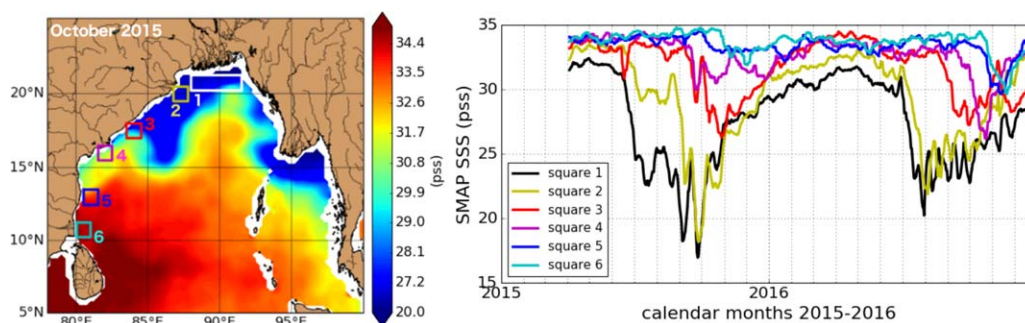 October 2015
20°N
15°N
10°N
5°N
80°E 85°E 90°E 95°E
1
2
3
4
5
6
34.4
33.5
32.6
31.7
30.8
29.9
29.0
28.1
27.2
20.0
(pss)
SMAP SSS (pss)
35
30
25
20
15
square 1
square 2
square 3
square 4
square 5
square 6
2015 2016
calendar months 2015-2016